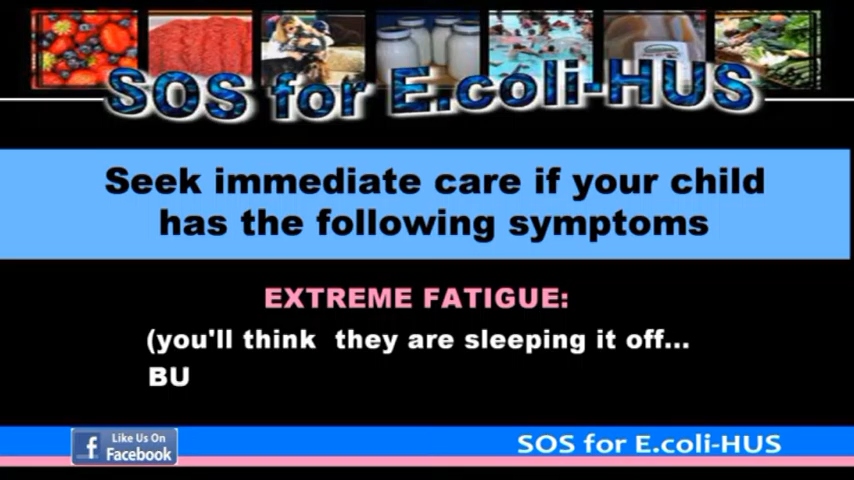 SOS for E.coli-HUS
Seek immediate care if your child
has the following symptoms
EXTREME FATIGUE:
(you'll think they are sleeping it off...
BU
Like Us On
Facebook
SOS for E.coli-HUS